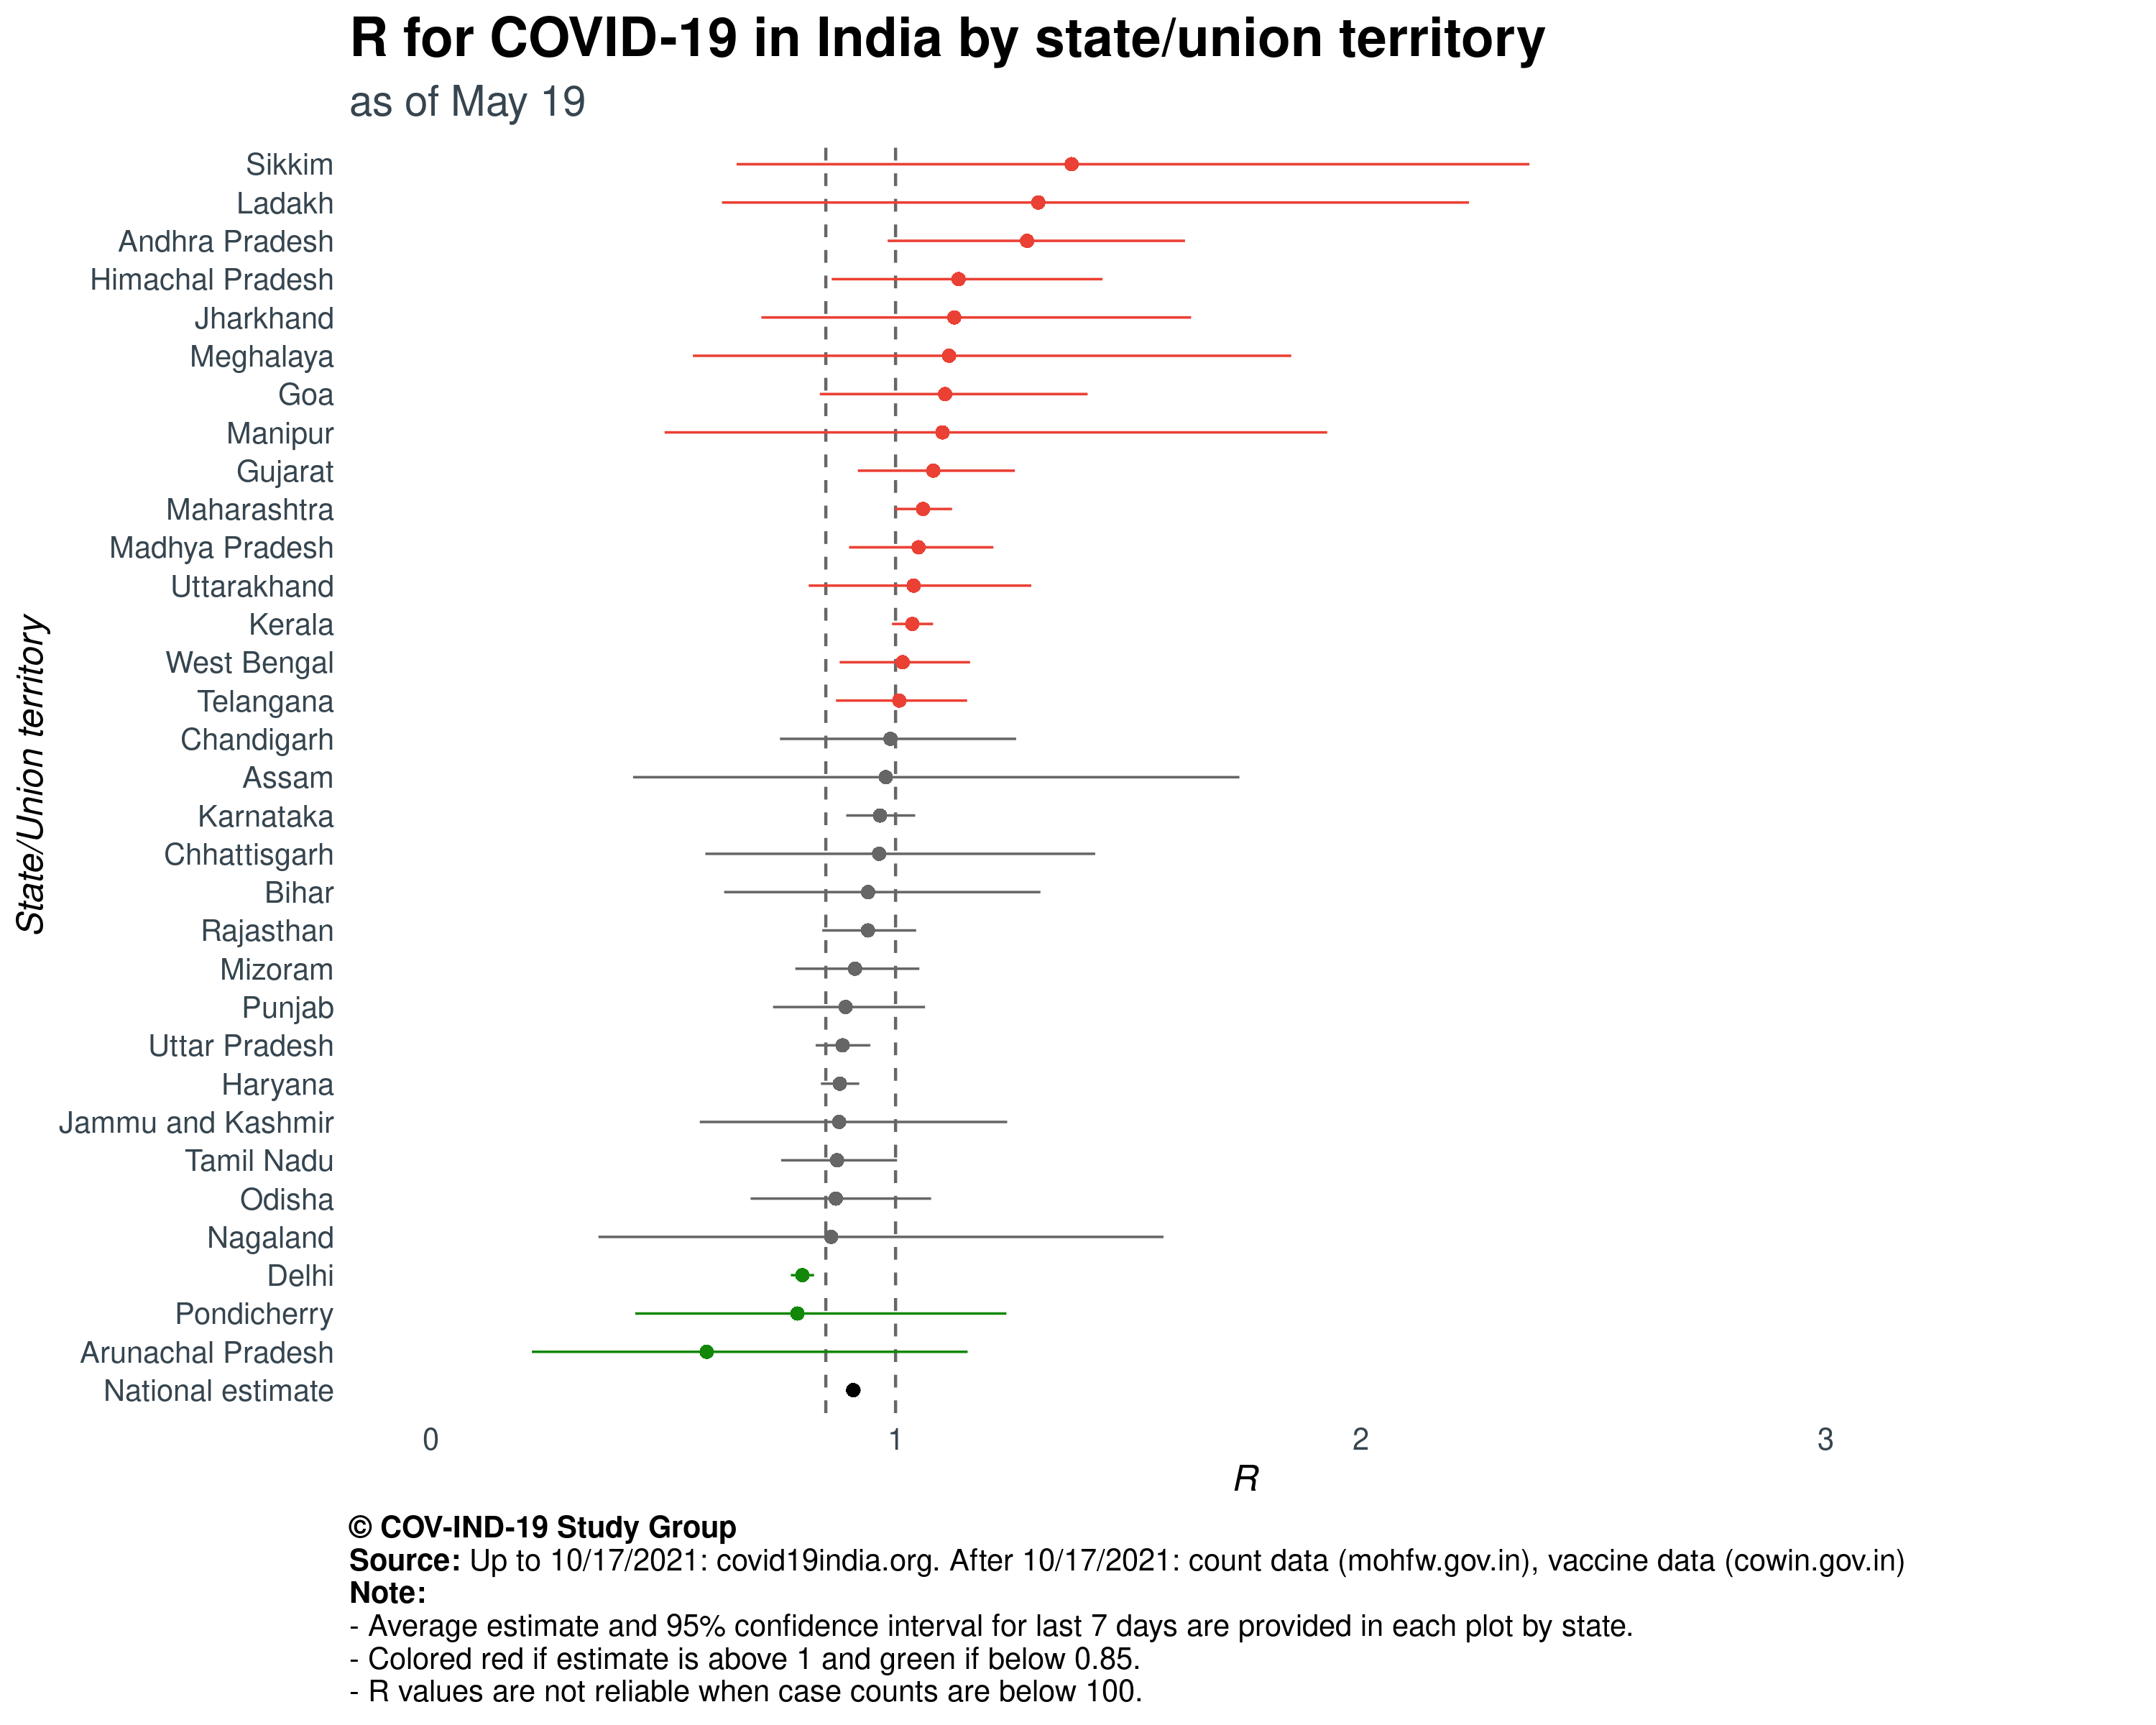 R for COVID-19 in India by state/union territory
as of May 19
State/Union territory
Sikkim
Ladakh
Andhra Pradesh
Himachal Pradesh
Jharkhand
Meghalaya
Goa
Manipur
Gujarat
Maharashtra
Madhya Pradesh
Uttarakhand
Kerala
West Bengal
Telangana
Chandigarh
Assam
Karnataka
Chhattisgarh
Bihar
Rajasthan
Mizoram
Punjab
Uttar Pradesh
Haryana
Jammu and Kashmir
Tamil Nadu
Odisha
Nagaland
Delhi
Pondicherry
Arunachal Pradesh
National estimate
0 1 2 3
R
© COV-IND-19 Study Group
Source: Up to 10/17/2021: covid19india.org. After 10/17/2021: count data (mohfw.gov.in), vaccine data (cowin.gov.in)
Note:
- Average estimate and 95% confidence interval for last 7 days are provided in each plot by state.
- Colored red if estimate is above 1 and green if below 0.85.
- R values are not reliable when case counts are below 100.